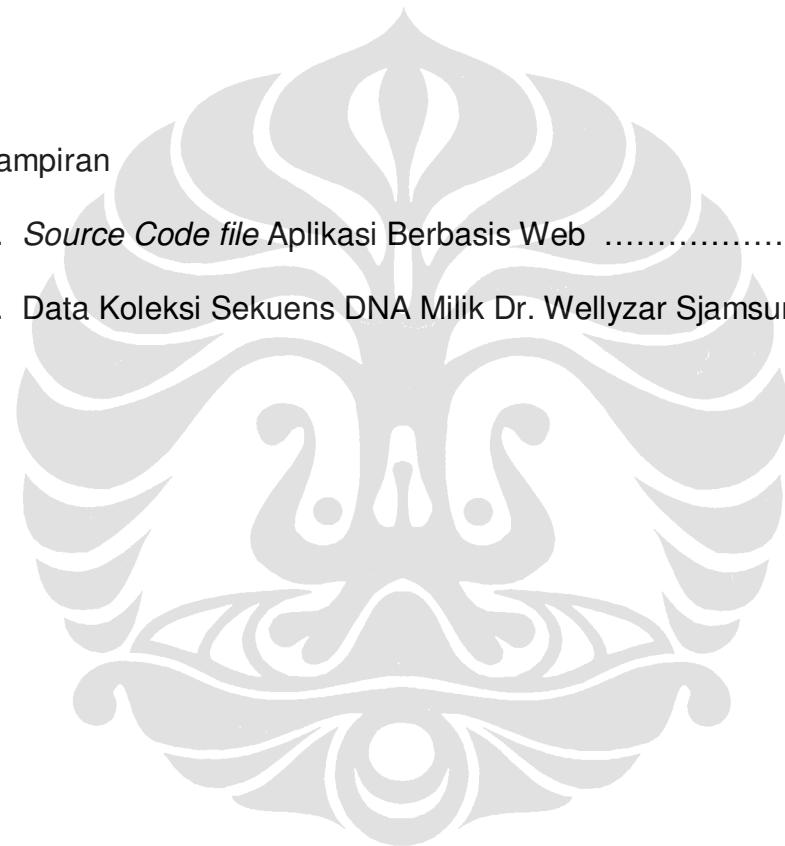 ampiran
. Source Code file Aplikasi Berbasis Web ………………
. Data Koleksi Sekuens DNA Milik Dr. Wellyzar Sjamsur